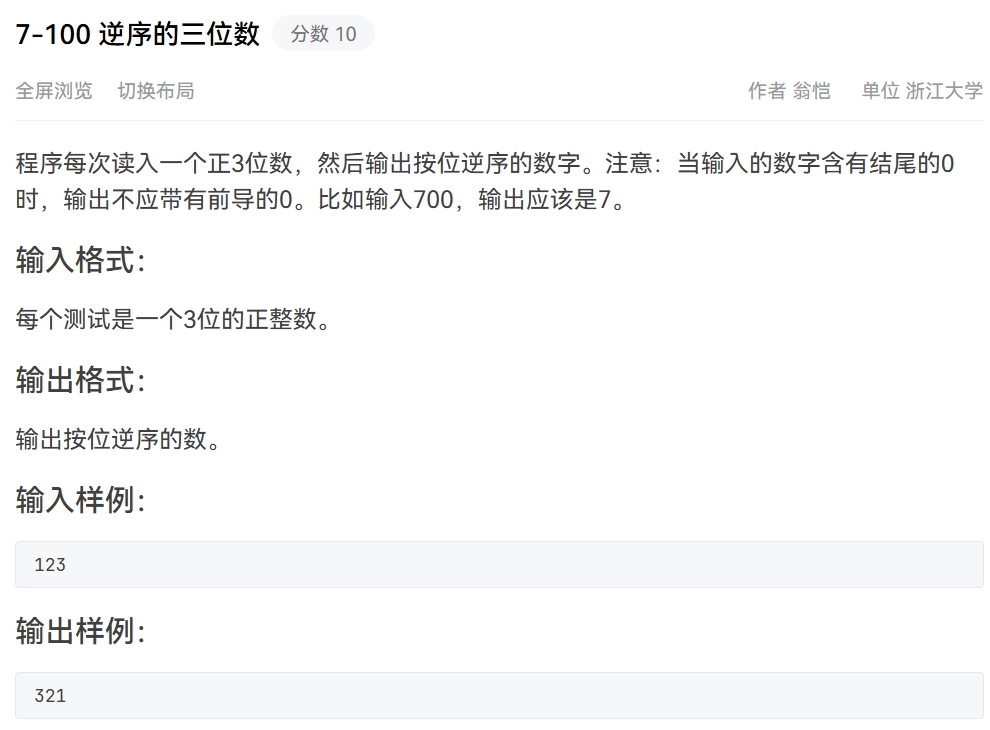 7-100 逆序的三位数 分数 10
全屏浏览 切换布局 作者 翁恺 单位 浙江大学
程序每次读入一个正3位数，然后输出按位逆序的数字。注意：当输入的数字含有结尾的0
时，输出不应带有前导的0。比如输入700，输出应该是7。
输入格式：
每个测试是一个3位的正整数。
输出格式：
输出按位逆序的数。
输入样例：
123
输出样例：
321